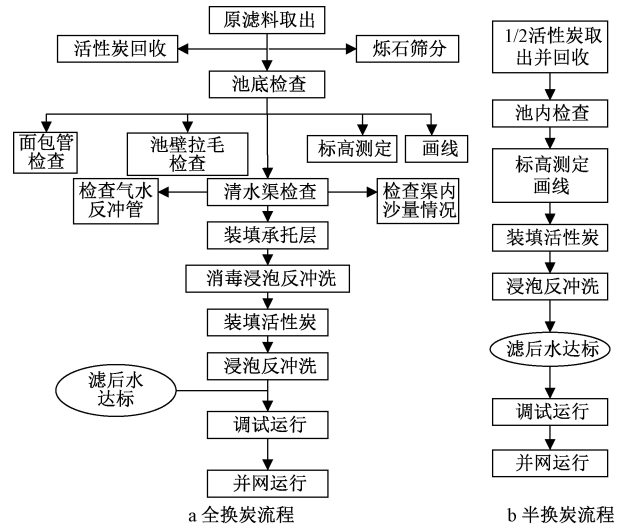 原滤料取出
活性炭回收
烁石筛分
池底检查
面包管
检查
池壁拉毛
检查
标高测定
画线
检查气水
反冲管
清水渠检查
检查渠内
沙量情况
装填承托层
消毒浸泡反冲洗
装填活性炭
浸泡反冲洗
滤后水
达标
调试运行
并网运行
a 全换炭流程
1/2活性炭取
出并回收
池内检查
标高测定
画线
装填活性炭
浸泡反冲洗
滤后水达标
调试运行
并网运行
b 半换炭流程